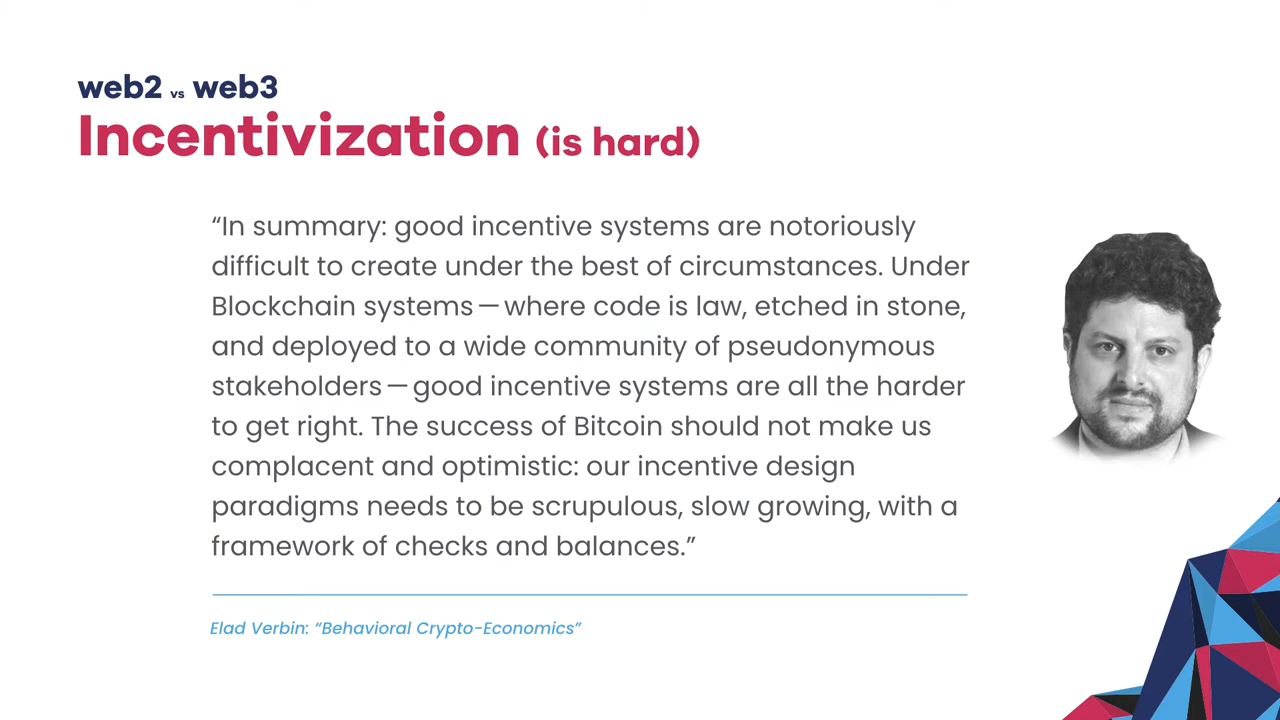 web2 vs web3
Incentivization (is hard)
“In summary: good incentive systems are notoriously
difficult to create under the best of circumstances. Under
Blockchain systems — where code is law, etched in stone,
and deployed to a wide community of pseudonymous
stakeholders — good incentive systems are all the harder
to get right. The success of Bitcoin should not make us
complacent and optimistic: our incentive design
paradigms needs to be scrupulous, slow growing, with a
framework of checks and balances.”
Elad Verbin: “Behavioral Crypto-Economics”